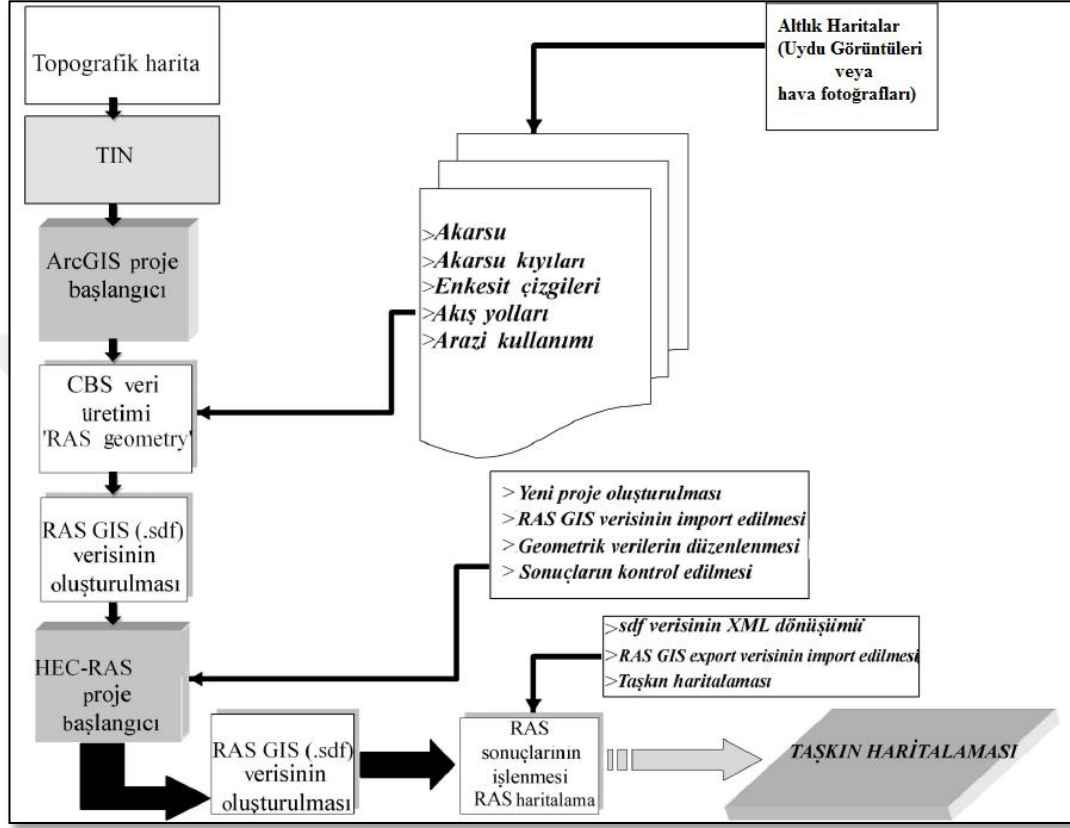 Topografik harita
TIN
ArcGIS proje
başlangıcı
CBS veri
üretimi
'RAS geometry'
RAS GIS (.sdf)
verisinin
oluşturulması
HEC-RAS
proje
başlangıcı
Altlık Haritalar
(Uydu Görüntüleri
veya
hava fotoğrafları)
>Akarsu
>Akarsu kıyıları
>Enkesit çizgileri
>Akış yolları
>Arazi kullanımı
> Yeni proje oluşturulması
> RAS GIS verisinin import edilmesi
> Geometrik verilerin düzenlenmesi
> Sonuçların kontrol edilmesi
>sdf verisinin XML dönüşümü
>RAS GIS export verisinin import edilmesi
>Taşkın haritalaması
RAS GIS (.sdf)
verisinin
oluşturulması
RAS
sonuçlarının
işlenmesi
RAS haritalama
TAŞKIN HARİTALAMASI